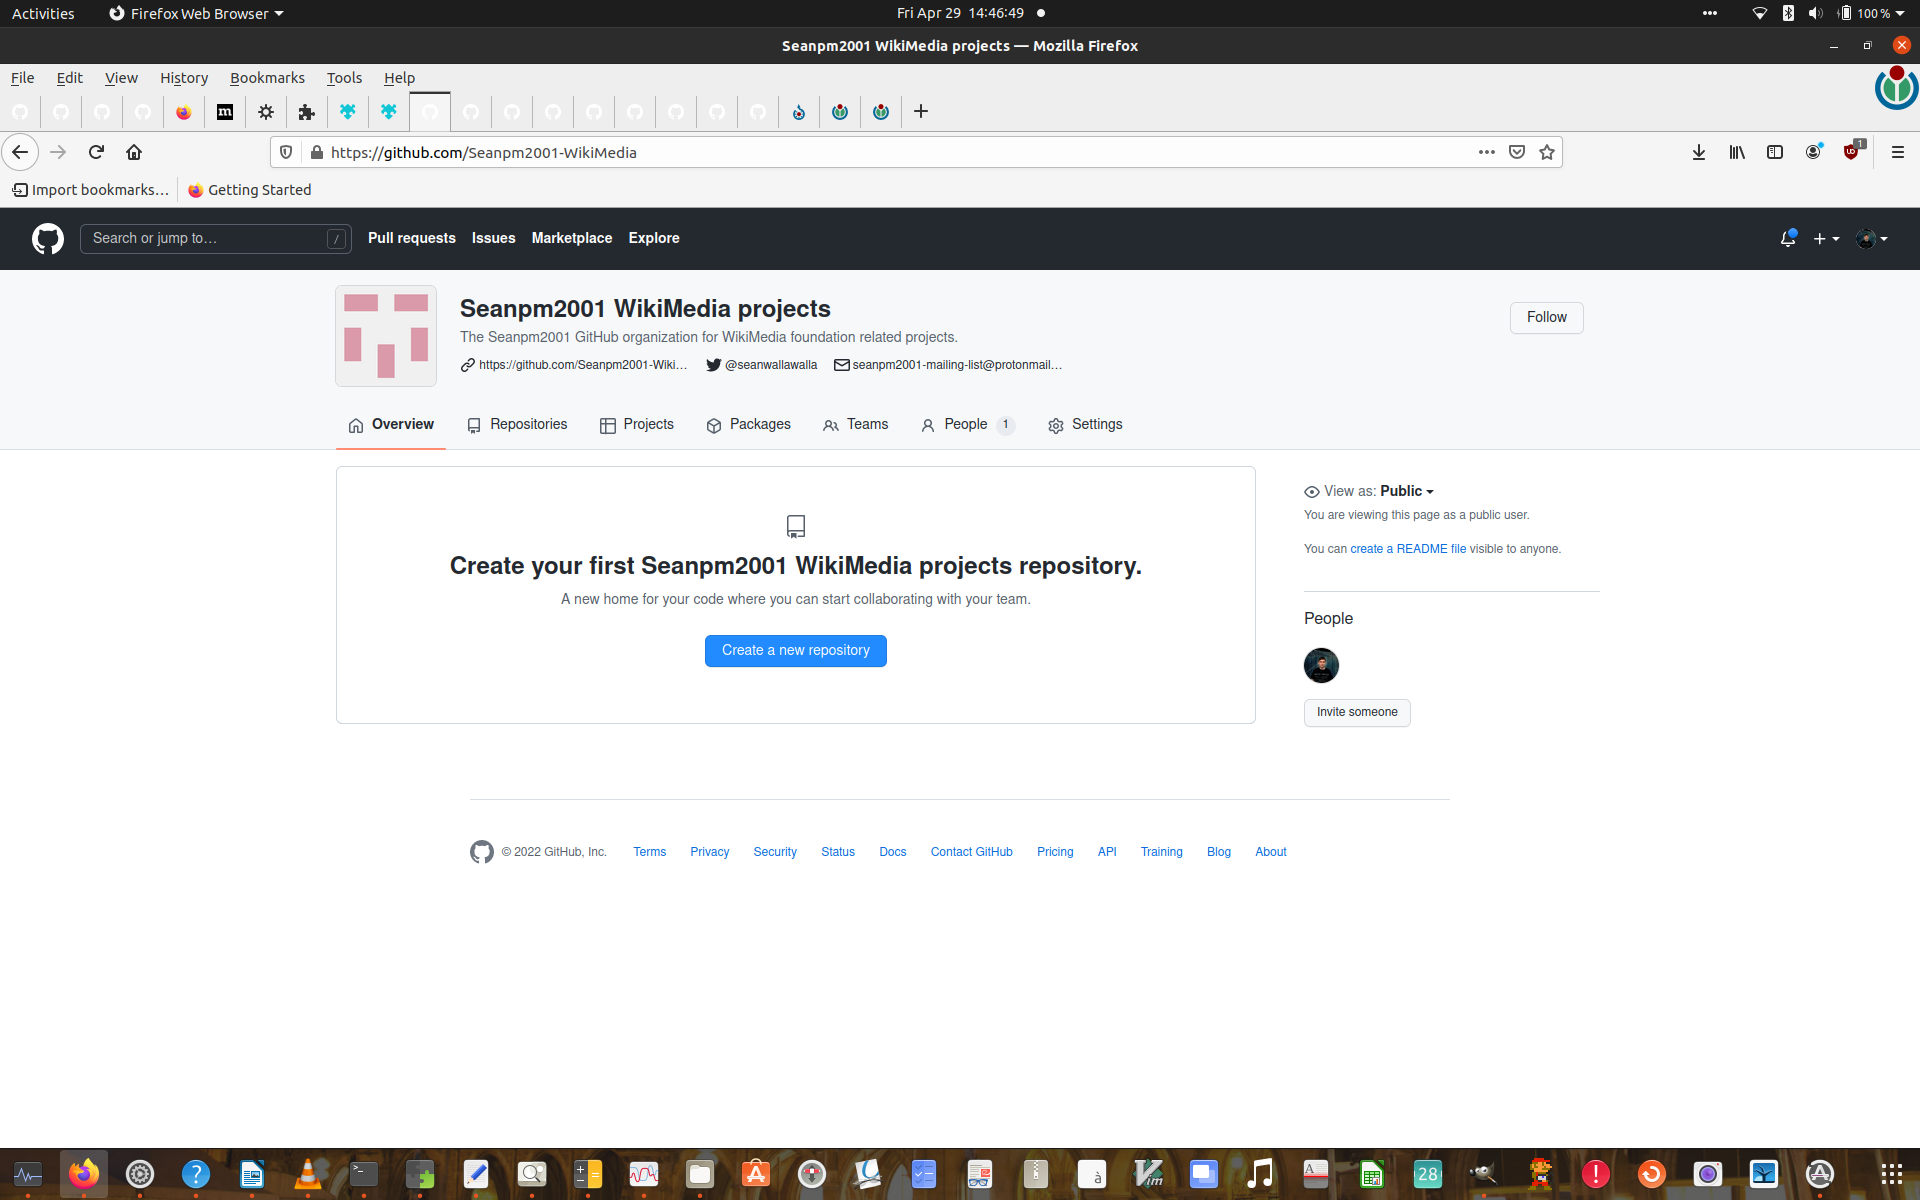 Activities Firefox Web Browser Fri Apr 29 14:46:49 100 %
Seanpm2001 WikiMedia projects — Mozilla Firefox
File Edit View History Bookmarks Tools Help
https://github.com/Seanpm2001-WikiMedia 1
Import bookmarks… Getting Started
Search or jump to… / Pull requests Issues Marketplace Explore
Seanpm2001 WikiMedia projects
Follow
The Seanpm2001 GitHub organization for WikiMedia foundation related projects.
https://github.com/Seanpm2001-Wiki… @seanwallawalla seanpm2001-mailing-list@protonmail…
Overview Repositories Projects Packages Teams People 1 Settings
View as: Public
You are viewing this page as a public user.
You can create a README file visible to anyone.
Create your first Seanpm2001 WikiMedia projects repository.
A new home for your code where you can start collaborating with your team.
Create a new repository
People
Invite someone
© 2022 GitHub, Inc. Terms Privacy Security Status Docs Contact GitHub Pricing API Training Blog About
28